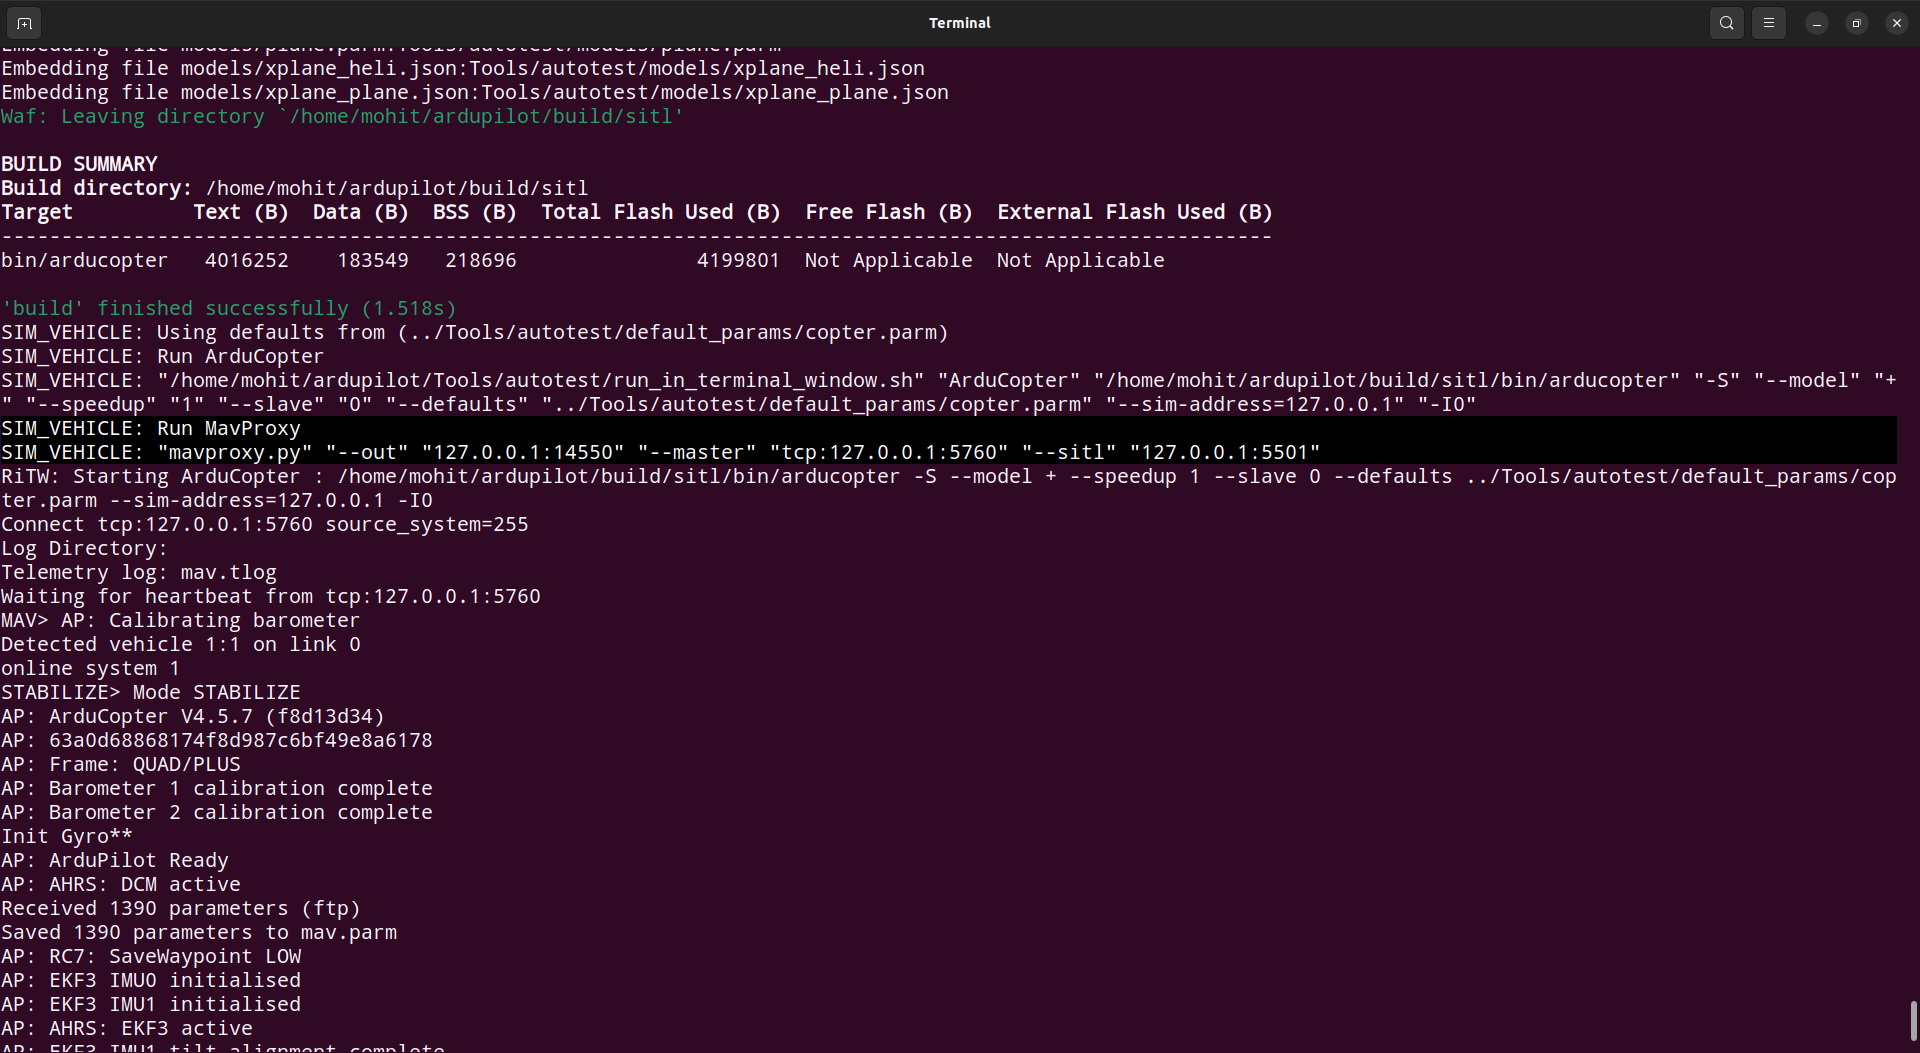 Terminal
Embedding file models/plane.parm:Tools/autotest/models/plane.parm
Embedding file models/xplane_heli.json:Tools/autotest/models/xplane_heli.json
Embedding file models/xplane_plane.json:Tools/autotest/models/xplane_plane.json
Waf: Leaving directory `/home/mohit/ardupilot/build/sitl'
BUILD SUMMARY
Build directory: /home/mohit/ardupilot/build/sitl
Target          Text (B)  Data (B)  BSS (B)  Total Flash Used (B)  Free Flash (B)  External Flash Used (B)
----------------------------------------------------------------------------------------------------------
bin/arducopter   4016252    183549   218696               4199801  Not Applicable  Not Applicable
'build' finished successfully (1.518s)
SIM_VEHICLE: Using defaults from (../Tools/autotest/default_params/copter.parm)
SIM_VEHICLE: Run ArduCopter
SIM_VEHICLE: "/home/mohit/ardupilot/Tools/autotest/run_in_terminal_window.sh" "ArduCopter" "/home/mohit/ardupilot/build/sitl/bin/arducopter" "-S" "--model" "+
" "--speedup" "1" "--slave" "0" "--defaults" "../Tools/autotest/default_params/copter.parm" "--sim-address=127.0.0.1" "-I0"
SIM_VEHICLE: Run MavProxy
SIM_VEHICLE: "mavproxy.py" "--out" "127.0.0.1:14550" "--master" "tcp:127.0.0.1:5760" "--sitl" "127.0.0.1:5501"
RiTW: Starting ArduCopter : /home/mohit/ardupilot/build/sitl/bin/arducopter -S --model + --speedup 1 --slave 0 --defaults ../Tools/autotest/default_params/cop
ter.parm --sim-address=127.0.0.1 -I0
Connect tcp:127.0.0.1:5760 source_system=255
Log Directory:
Telemetry log: mav.tlog
Waiting for heartbeat from tcp:127.0.0.1:5760
MAV> AP: Calibrating barometer
Detected vehicle 1:1 on link 0
online system 1
STABILIZE> Mode STABILIZE
AP: ArduCopter V4.5.7 (f8d13d34)
AP: 63a0d68868174f8d987c6bf49e8a6178
AP: Frame: QUAD/PLUS
AP: Barometer 1 calibration complete
AP: Barometer 2 calibration complete
Init Gyro**
AP: ArduPilot Ready
AP: AHRS: DCM active
Received 1390 parameters (ftp)
Saved 1390 parameters to mav.parm
AP: RC7: SaveWaypoint LOW
AP: EKF3 IMU0 initialised
AP: EKF3 IMU1 initialised
AP: AHRS: EKF3 active
AP: EKF3 IMU1 tilt alignment complete